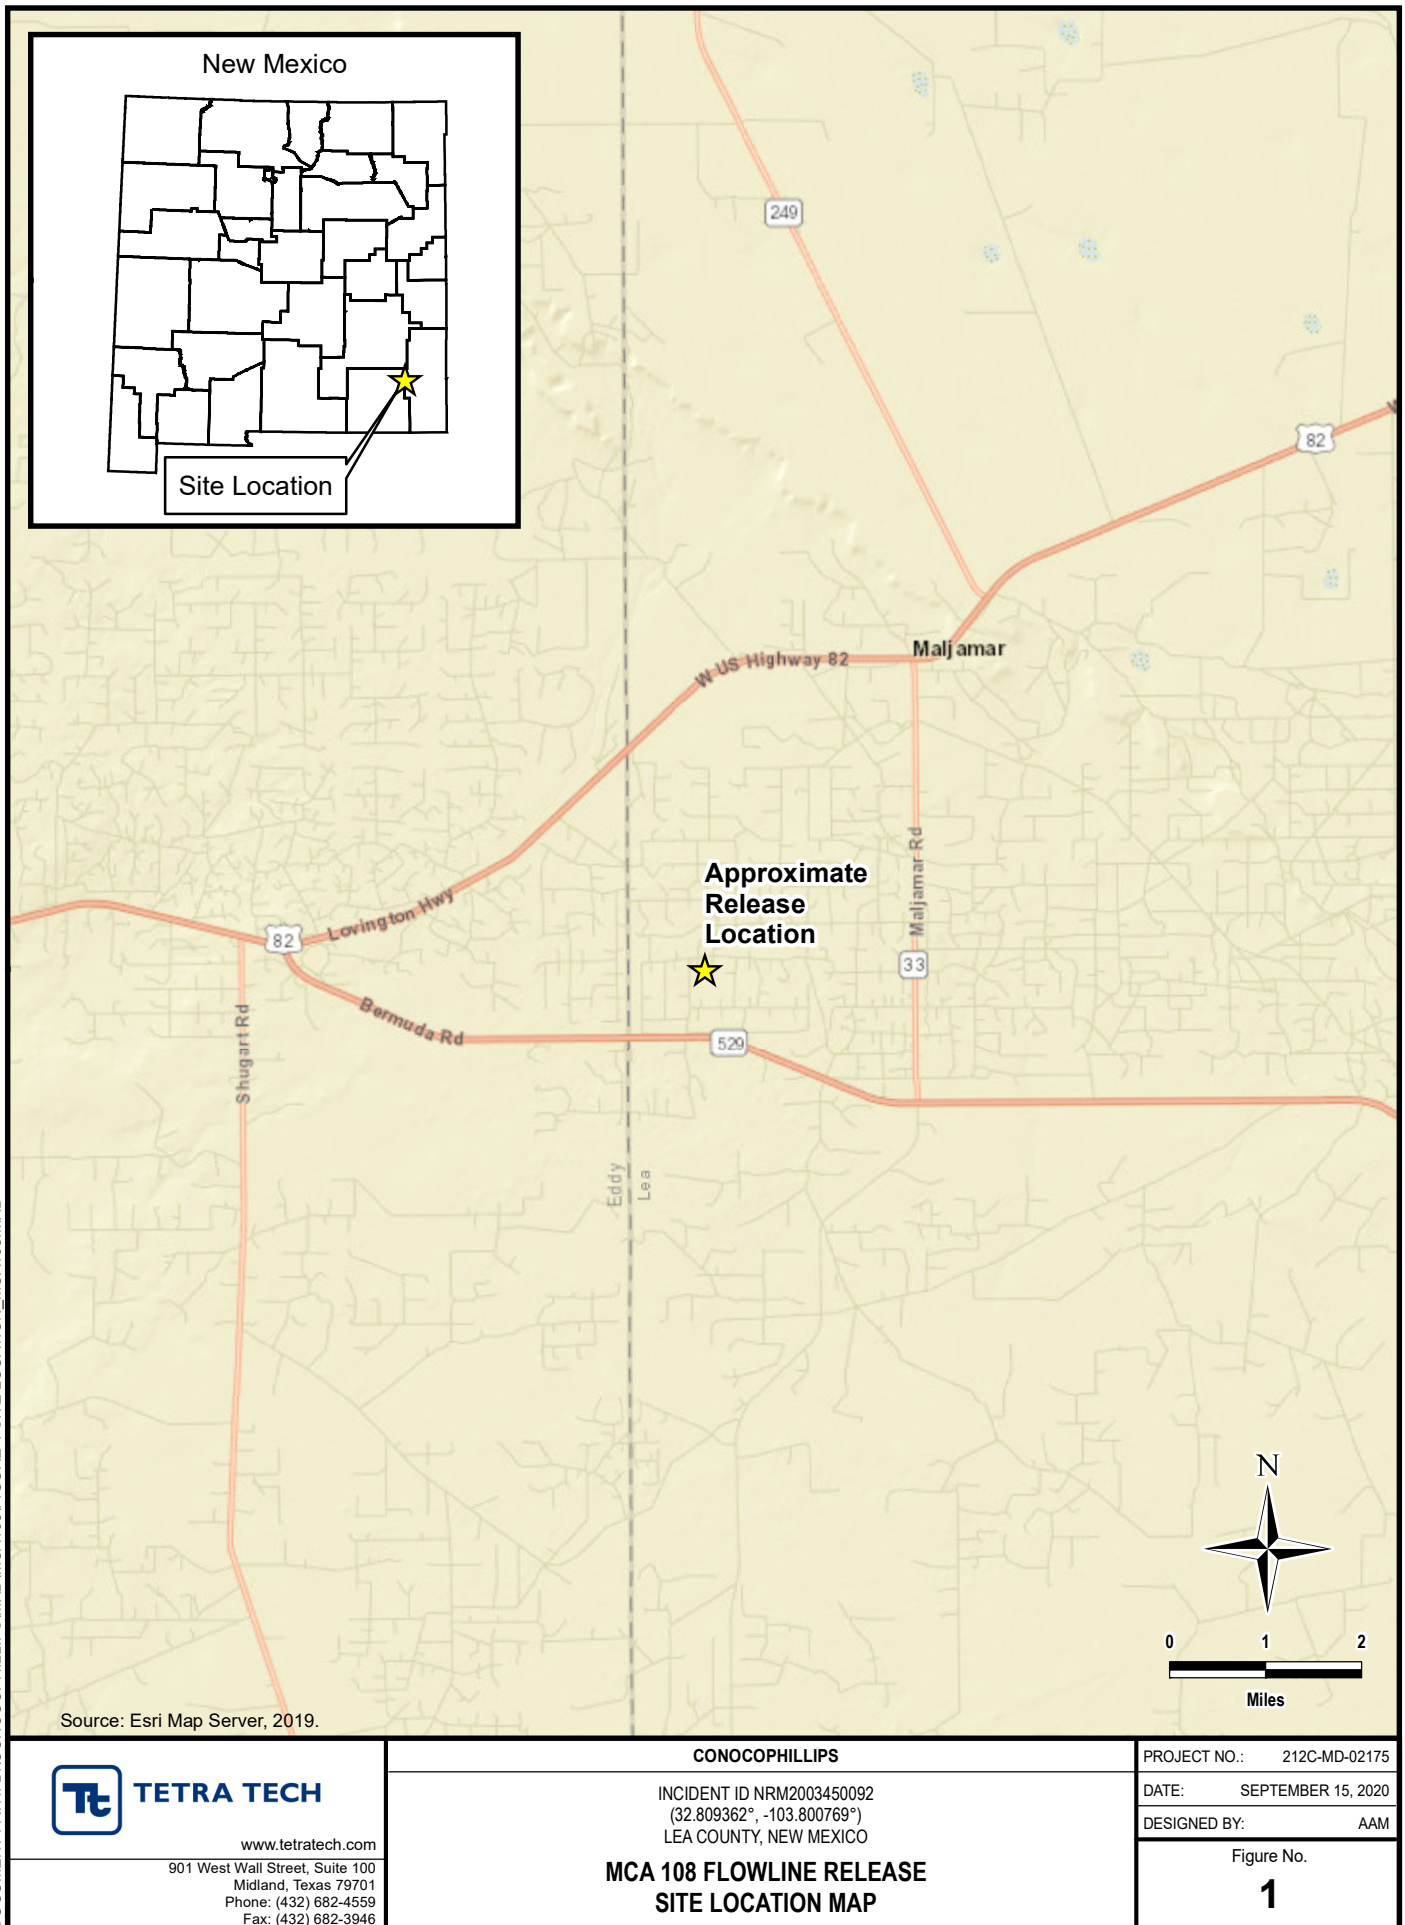 New Mexico
Site Location
249
82
Maljamar
W US Highway 82
Approximate
Release
Location
Maljamar Rd
33
Lovington Hwy
82
Bermuda Rd
529
Shugart Rd
Eddy
Lea
N
0 1 2
Miles
Source: Esri Map Server, 2019.
Tt TETRA TECH
www.tetratech.com
901 West Wall Street, Suite 100
Midland, Texas 79701
Phone: (432) 682-4559
Fax: (432) 682-3946
CONOCOPHILLIPS
INCIDENT ID NRM2003450092
(32.809362°, -103.800769°)
LEA COUNTY, NEW MEXICO
MCA 108 FLOWLINE RELEASE
SITE LOCATION MAP
PROJECT NO.: 212C-MD-02175
DATE: SEPTEMBER 15, 2020
DESIGNED BY: AAM
Figure No.
1